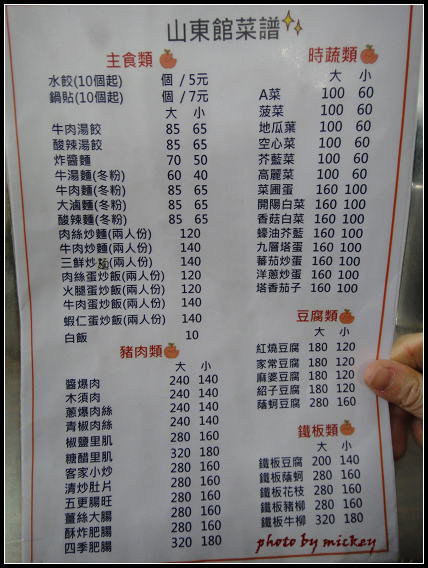 山東館菜譜
主食類
水餃(10個起) 個 / 5元
鍋貼(10個起) 個 / 7元
大 小
牛肉湯餃 85 65
酸辣湯餃 85 65
炸醬麵 70 50
牛湯麵(冬粉) 60 40
牛肉麵(冬粉) 85 65
大滷麵(冬粉) 85 65
酸辣麵(冬粉) 85 65
肉絲炒麵(兩人份) 120
牛肉炒麵(兩人份) 140
三鮮炒麵(兩人份) 140
肉絲蛋炒飯(兩人份) 120
火腿蛋炒飯(兩人份) 120
牛肉蛋炒飯(兩人份) 140
蝦仁蛋炒飯(兩人份) 140
白飯 10
豬肉類
大 小
醬爆肉 240 140
木須肉 240 140
蔥爆肉絲 240 140
青椒肉絲 240 140
椒鹽里肌 280 160
糖醋里肌 320 180
客家小炒 280 160
清炒肚片 280 160
五更腸旺 280 160
薑絲大腸 280 160
酥炸肥腸 280 160
四季肥腸 320 180
時蔬類
大 小
A菜 100 60
菠菜 100 60
地瓜葉 100 60
空心菜 100 60
芥藍菜 100 60
高麗菜 100 60
菜圃蛋 160 100
開陽白菜 160 100
香菇白菜 160 100
蠔油芥藍 160 100
九層塔蛋 160 100
蕃茄炒蛋 160 100
洋蔥炒蛋 160 100
塔香茄子 160 100
豆腐類
大 小
紅燒豆腐 180 120
家常豆腐 180 120
麻婆豆腐 180 120
紹子豆腐 180 120
蔭蚵豆腐 280 160
鐵板類
大 小
鐵板豆腐 200 140
鐵板蔭蚵 280 160
鐵板花枝 280 160
鐵板豬柳 280 160
鐵板牛柳 320 180
photo by mickey